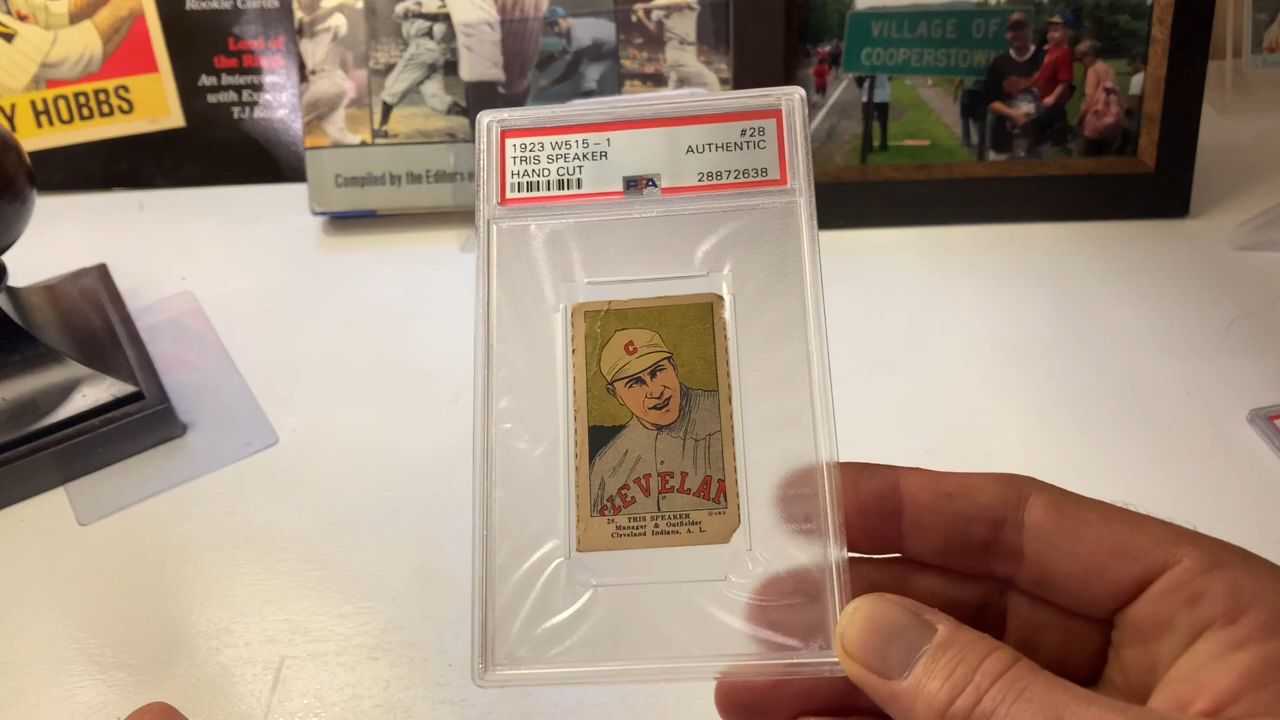 Rookie Cards
Lord of
the Rings
An Interview
with Expert
Y HOBBS
Compiled by the Editors o
VILLAGE OF
COOPERSTOWN
1923 W515-1
TRIS SPEAKER
HAND CUT
#28
AUTHENTIC
28872638
PSA
C
CLEVELAN
28. TRIS SPEAKER
Manager & Outfielder
Cleveland Indians, A. L.